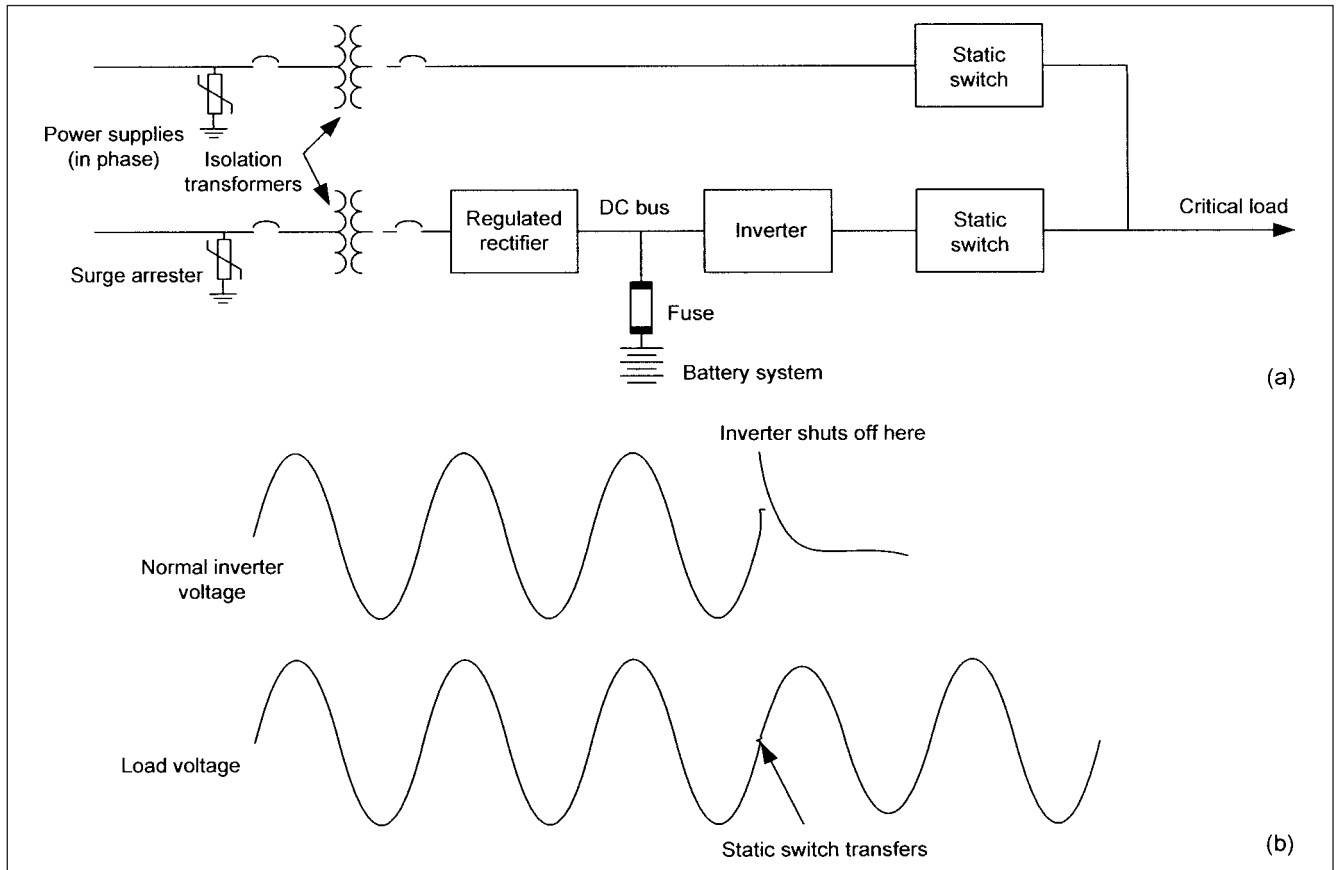 Static
switch
Power supplies
(in phase)
Isolation
transformers
Regulated
rectifier
DC bus
Inverter
Static
switch
Critical load
Surge arrester
Fuse
Battery system
(a)
Inverter shuts off here
Normal inverter
voltage
Load voltage
Static switch transfers
(b)